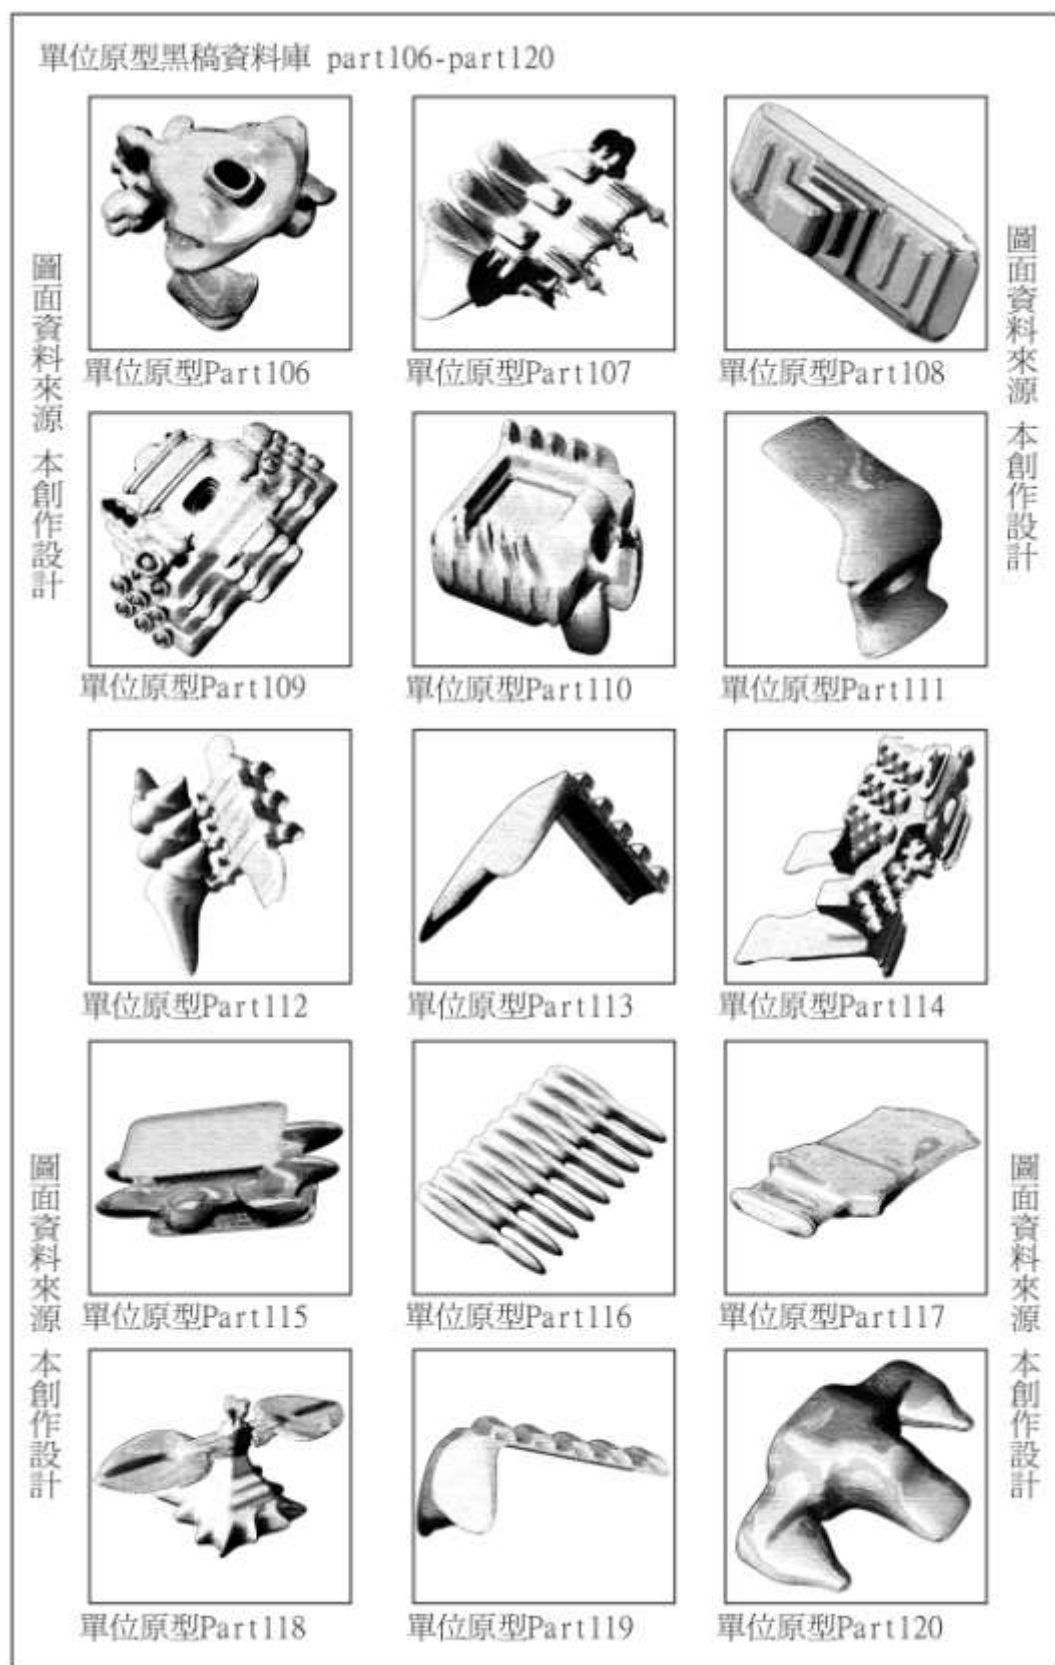 單位原型黑稿資料庫 part106-part120
圖面資料來源 本創作設計
圖面資料來源 本創作設計
單位原型Part106
單位原型Part107
單位原型Part108
單位原型Part109
單位原型Part110
單位原型Part111
單位原型Part112
單位原型Part113
單位原型Part114
圖面資料來源 本創作設計
圖面資料來源 本創作設計
單位原型Part115
單位原型Part116
單位原型Part117
單位原型Part118
單位原型Part119
單位原型Part120